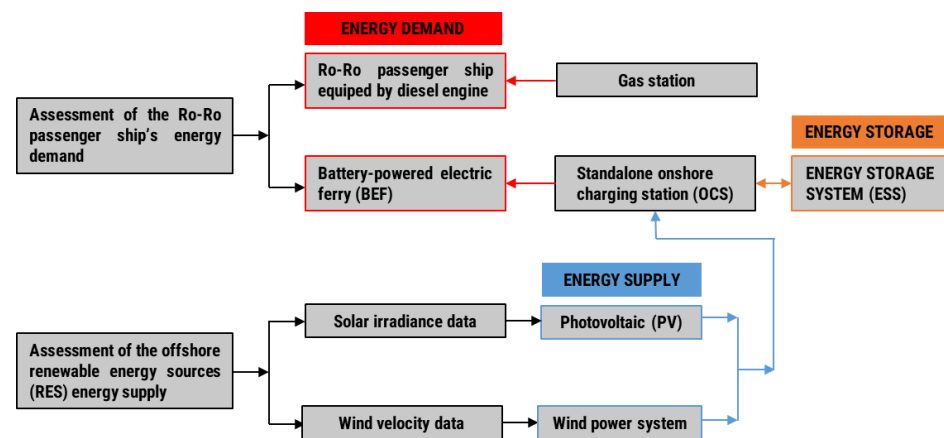 ENERGY DEMAND
Ro-Ro passenger ship
equiped by diesel engine
Gas station
Assessment of the Ro-Ro
passenger ship's energy
demand
ENERGY STORAGE
Battery-powered electric
ferry (BEF)
Standalone onshore
charging station (OCS)
ENERGY STORAGE
SYSTEM (ESS)
ENERGY SUPPLY
Solar irradiance data
Photovoltaic (PV)
Assessment of the offshore
renewable energy sources
(RES) energy supply
Wind velocity data
Wind power system